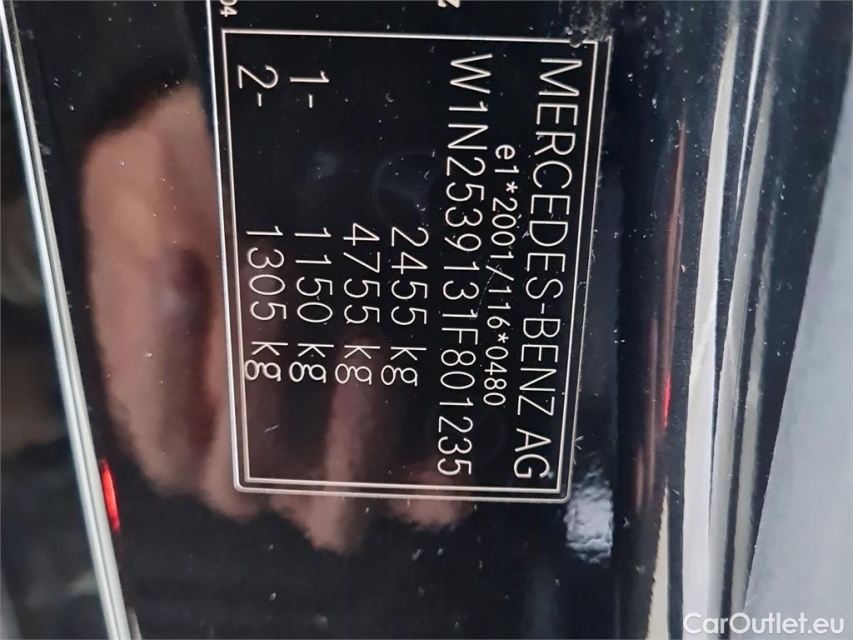 MERCEDES-BENZ AG
e1*2001/116*0480
W1N2539131F801235
2455 kg
4755 kg
1- 1150 kg
2- 1305 kg
CarOutlet.eu